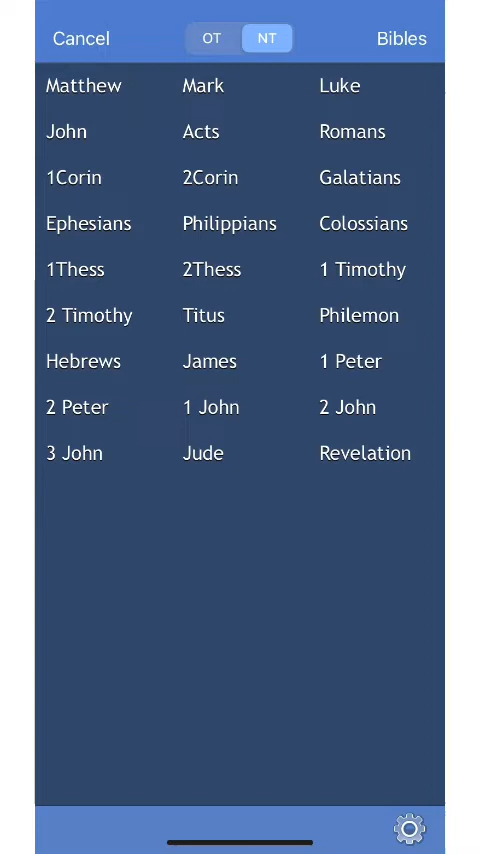 Cancel OT NT Bibles
Matthew Mark Luke
John Acts Romans
1Corin 2Corin Galatians
Ephesians Philippians Colossians
1Thess 2Thess 1 Timothy
2 Timothy Titus Philemon
Hebrews James 1 Peter
2 Peter 1 John 2 John
3 John Jude Revelation